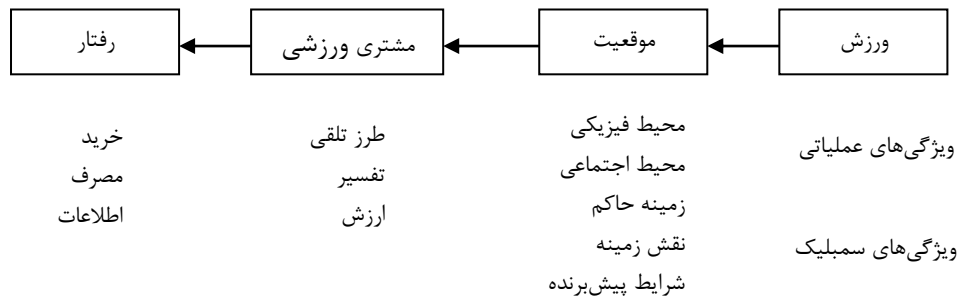 ورزش
موقعیت
مشتری ورزشی
رفتار
ویژگی‌های عملیاتی
ویژگی‌های سمبلیک
محیط فیزیکی
محیط اجتماعی
زمینه حاکم
نقش زمینه
شرایط پیش‌برنده
طرز تلقی
تفسیر
ارزش
خرید
مصرف
اطلاعات